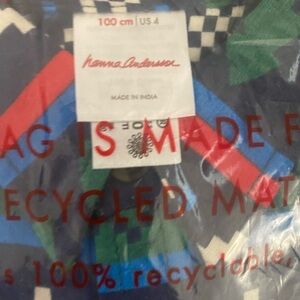 100 cm | US 4
hanna andersson
MADE IN INDIA
AG IS MADE F
ECYCLED MAT
s 100% recyclable.